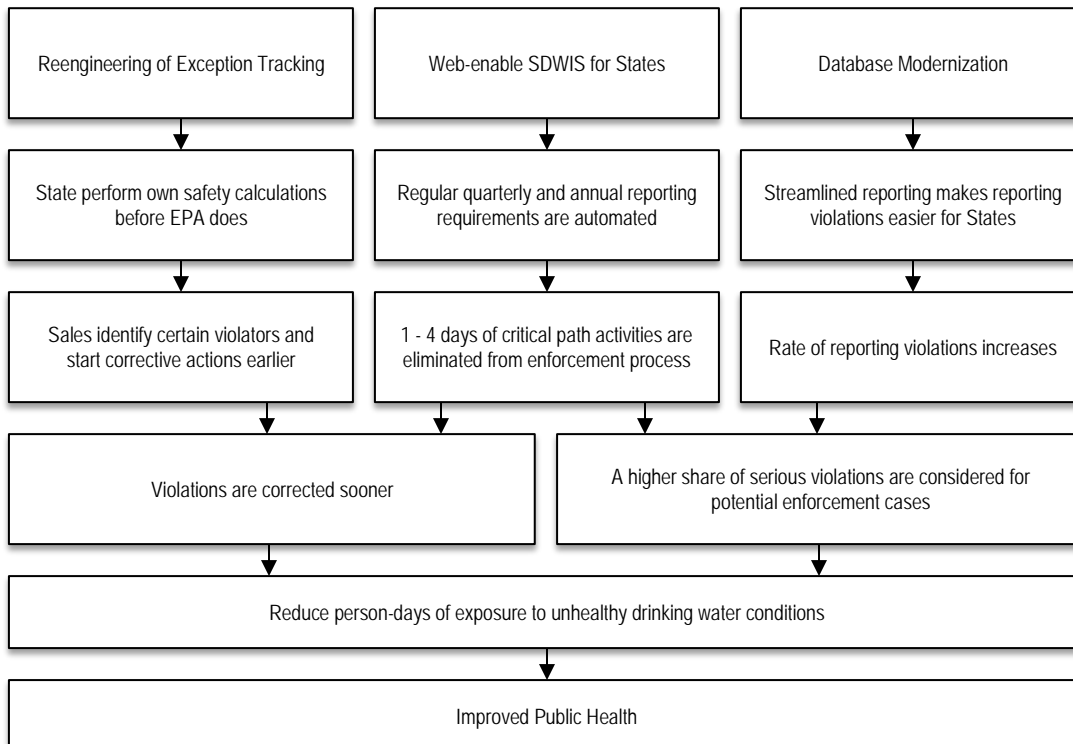 Reengineering of Exception Tracking
Web-enable SDWIS for States
Database Modernization
State perform own safety calculations
before EPA does
Regular quarterly and annual reporting
requirements are automated
Streamlined reporting makes reporting
violations easier for States
Sales identify certain violators and
start corrective actions earlier
1 - 4 days of critical path activities are
eliminated from enforcement process
Rate of reporting violations increases
Violations are corrected sooner
A higher share of serious violations are considered for
potential enforcement cases
Reduce person-days of exposure to unhealthy drinking water conditions
Improved Public Health